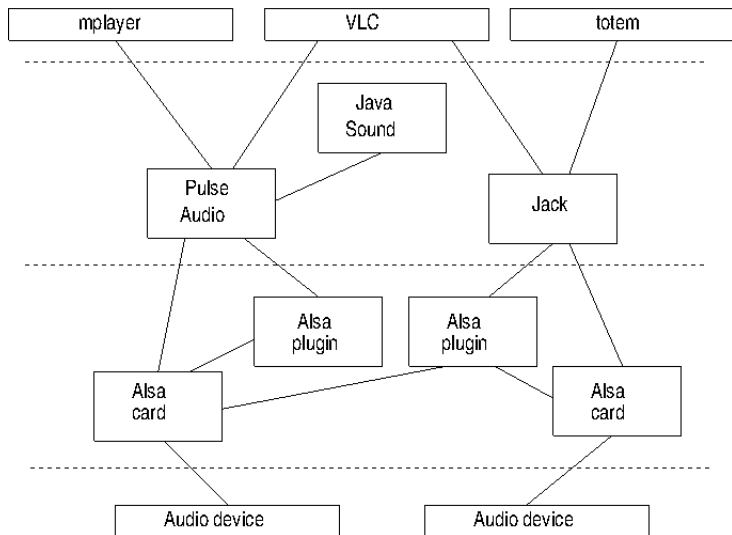 mplayer
VLC
totem
Java
Sound
Pulse
Audio
Jack
Alsa
plugin
Alsa
plugin
Alsa
card
Alsa
card
Audio device
Audio device